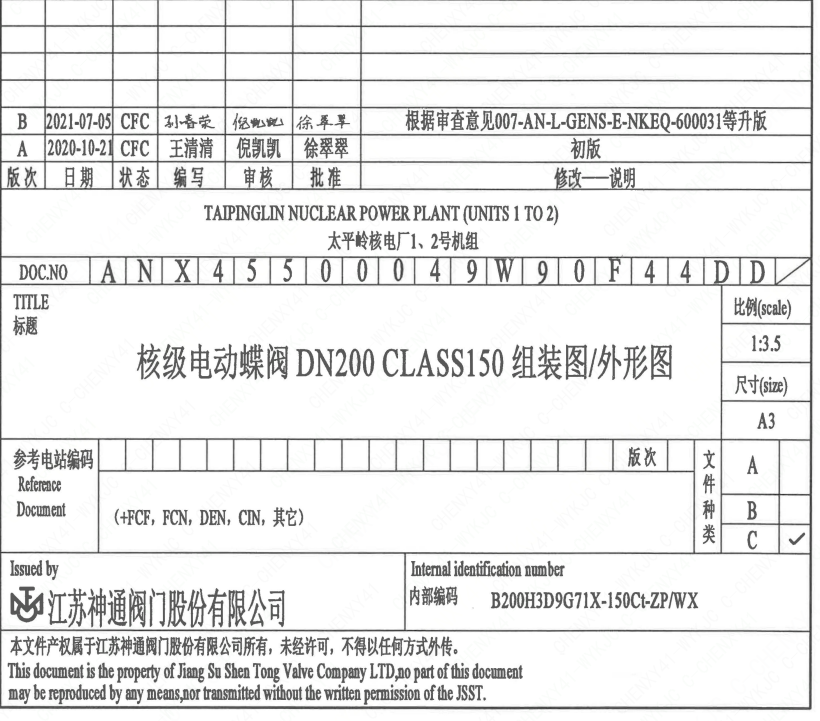 B 2021-07-05 CFC 孙春荣 倪凯凯 徐翠翠 根据审查意见007-AN-L-GENS-E-NKEQ-600031等升版
A 2020-10-21 CFC 王清清 倪凯凯 徐翠翠 初版
版次 日期 状态 编写 审核 批准 修改——说明
TAIPINGLIN NUCLEAR POWER PLANT (UNITS 1 TO 2)
太平岭核电厂1、2号机组
DOC.NO A N X 4 5 5 0 0 0 4 9 W 9 0 F 4 4 D D
TITLE
标题
核级电动蝶阀 DN200 CLASS150 组装图/外形图
比例(scale)
1:3.5
尺寸(size)
A3
参考电站编码
Reference
Document
版次
(+FCF, FCN, DEN, CIN, 其它)
文件种类
A
B
C ✓
Issued by
江苏神通阀门股份有限公司
Internal identification number
内部编码 B200H3D9G71X-150Ct-ZP/WX
本文件产权属于江苏神通阀门股份有限公司所有，未经许可，不得以任何方式外传。
This document is the property of Jiang Su Shen Tong Valve Company LTD,no part of this document
may be reproduced by any means,nor transmitted without the written permission of the JSST.